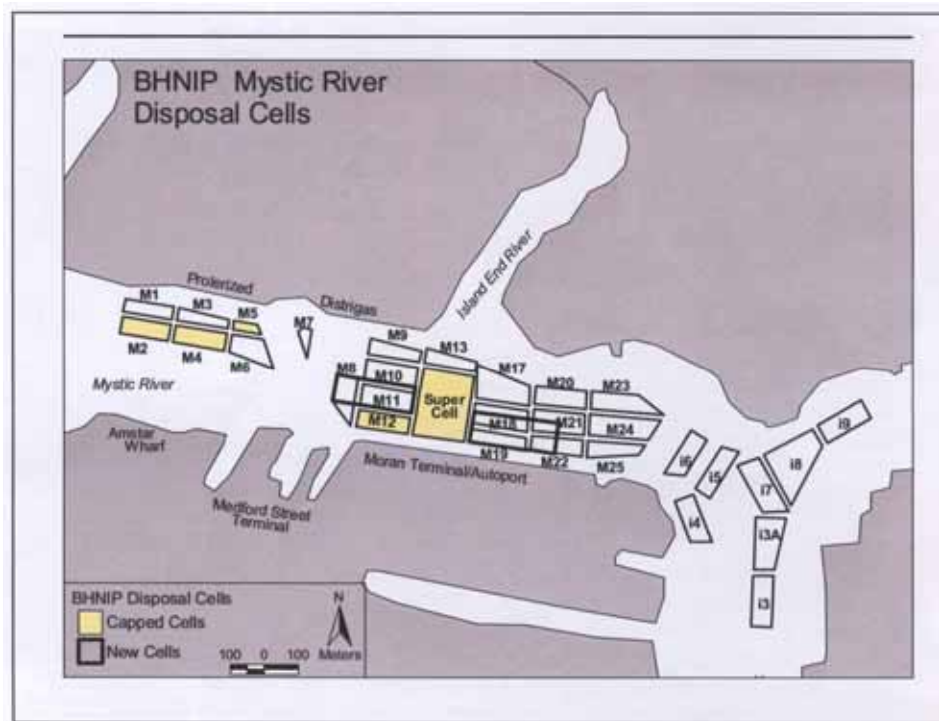 BHNIP Mystic River
Disposal Cells
Island End River
Prolerized
Distrigas
M1
M3
M5
M7
M9
M13
M2
M4
M6
M8
M10
M17
M20
M23
Mystic River
M11
Super
Cell
M12
M18
M21
M24
M19
M22
M25
Amstar
Wharf
Moran Terminal/Autoport
Medford Street
Terminal
i6
i5
i4
i7
i8
i9
i3A
i3
BHNIP Disposal Cells
Capped Cells
New Cells
N
Meters
100 0 100